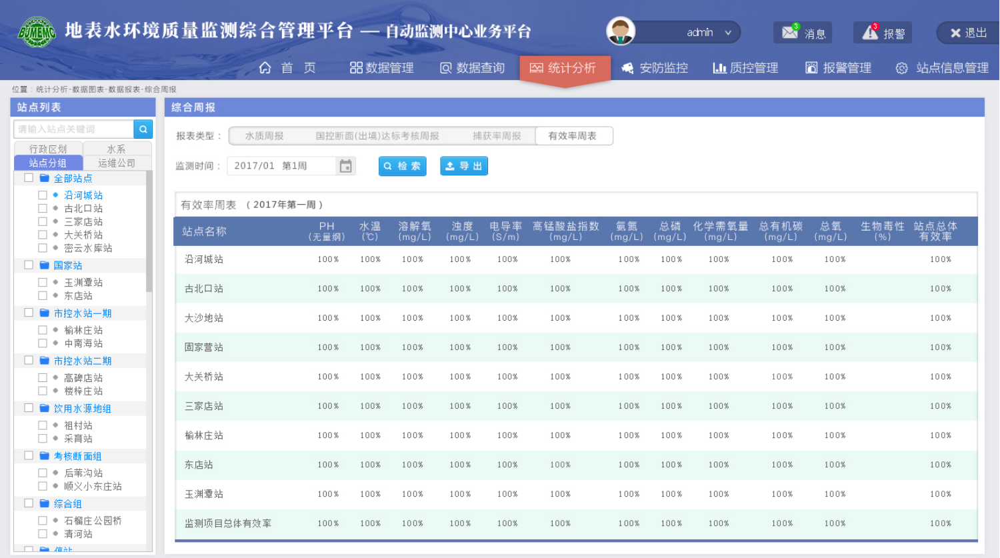 BJMEMC 地表水环境质量监测综合管理平台 — 自动监测中心业务平台
admin 3 消息 3 报警 退出
首 页 数据管理 数据查询 统计分析 安防监控 质控管理 报警管理 站点信息管理
位置：统计分析-数据图表-数据报表-综合周报
站点列表
请输入站点关键词
行政区划 水系
站点分组 运维公司
全部站点
沿河城站
古北口站
三家店站
大关桥站
密云水库站
国家站
玉渊潭站
东店站
市控水站一期
榆林庄站
中南海站
市控水站二期
高碑店站
楼梓庄站
饮用水源地组
祖村站
采育站
考核断面组
后苇沟站
顺义小东庄站
综合组
石榴庄公园桥
清河站
综合周报
报表类型： 水质周报 国控断面(出境)达标考核周报 捕获率周报 有效率周表
监测时间： 2017/01 第1周 检 索 导 出
有效率周表 （2017年第一周）
站点名称 PH 水温 溶解氧 浊度 电导率 高锰酸盐指数 氨氮 总磷 化学需氧量 总有机碳 总氧 生物毒性 站点总体
(无量纲) (℃) (mg/L) (mg/L) (S/m) (mg/L) (mg/L) (mg/L) (mg/L) (mg/L) (mg/L) (%) 有效率
沿河城站 100% 100% 100% 100% 100% 100% 100% 100% 100% 100% 100% 100%
古北口站 100% 100% 100% 100% 100% 100% 100% 100% 100% 100% 100% 100%
大沙地站 100% 100% 100% 100% 100% 100% 100% 100% 100% 100% 100% 100%
固家营站 100% 100% 100% 100% 100% 100% 100% 100% 100% 100% 100% 100%
大关桥站 100% 100% 100% 100% 100% 100% 100% 100% 100% 100% 100% 100%
三家店站 100% 100% 100% 100% 100% 100% 100% 100% 100% 100% 100% 100%
榆林庄站 100% 100% 100% 100% 100% 100% 100% 100% 100% 100% 100% 100%
东店站 100% 100% 100% 100% 100% 100% 100% 100% 100% 100% 100% 100%
玉渊潭站 100% 100% 100% 100% 100% 100% 100% 100% 100% 100% 100% 100%
监测项目总体有效率 100% 100% 100% 100% 100% 100% 100% 100% 100% 100% 100% 100%